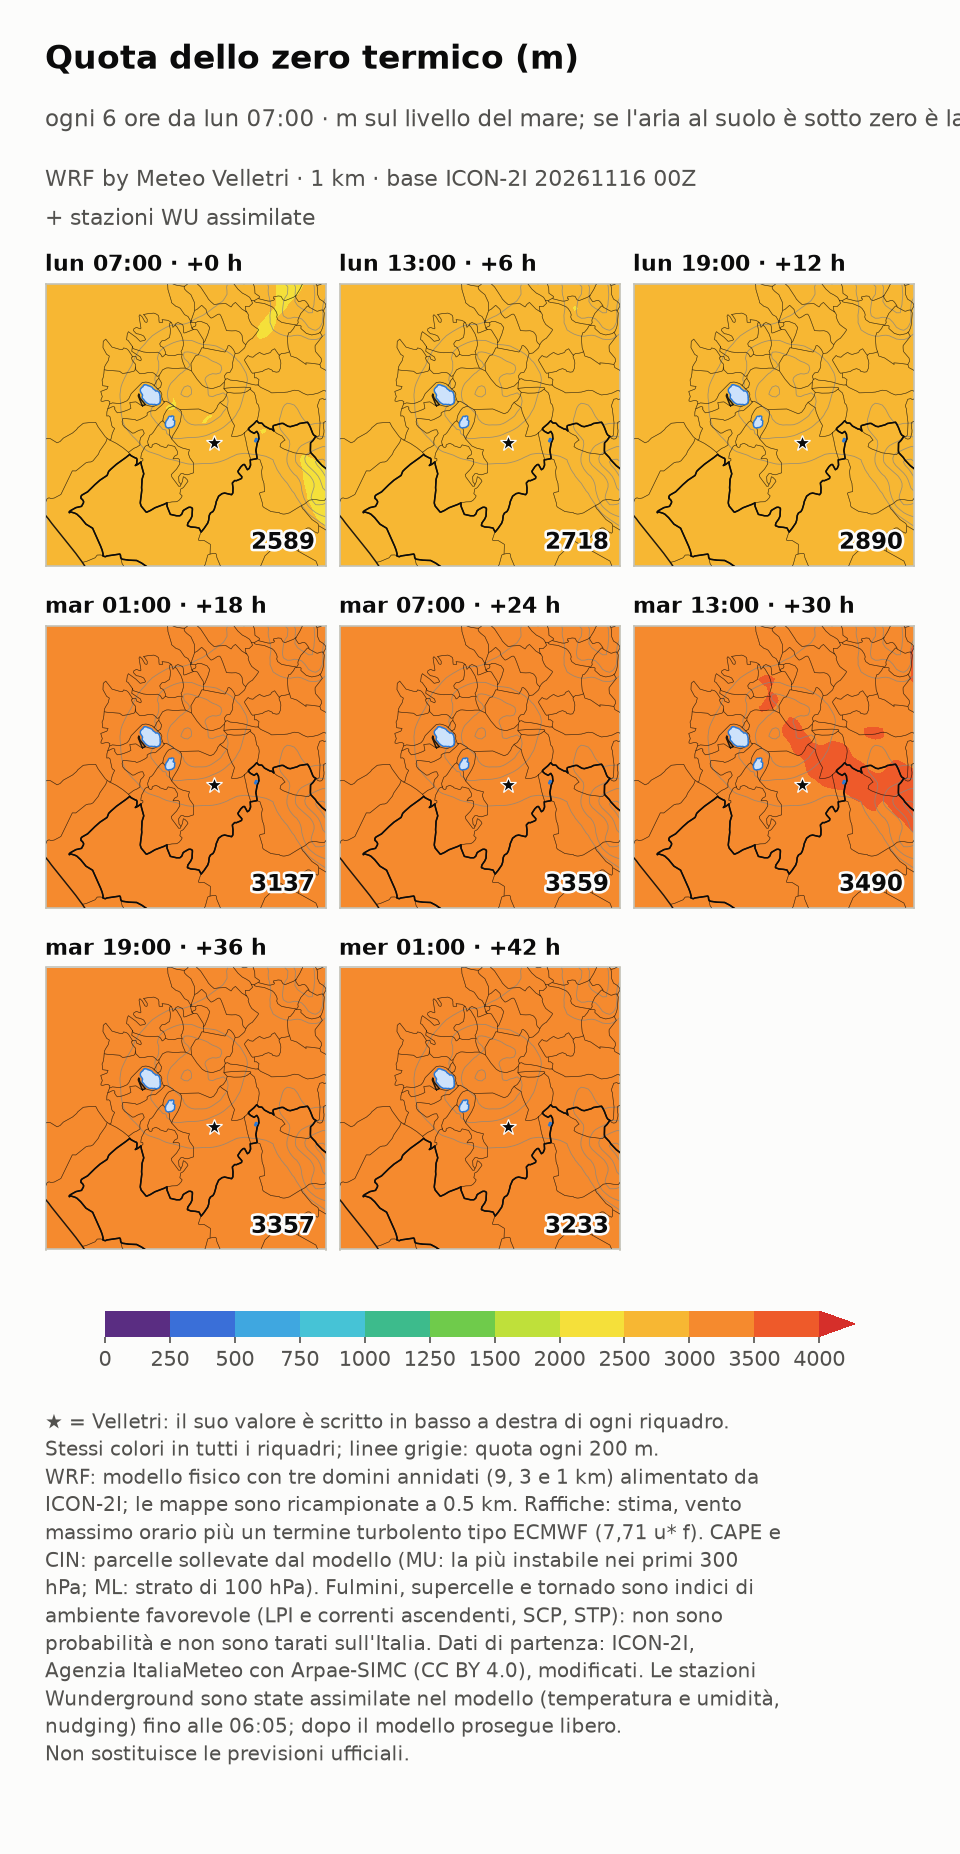 Quota dello zero termico (m)
ogni 6 ore da lun 07:00 · m sul livello del mare; se l'aria al suolo è sotto zero è la
WRF by Meteo Velletri · 1 km · base ICON-2I 20261116 00Z
+ stazioni WU assimilate
lun 07:00 · +0 h
lun 13:00 · +6 h
lun 19:00 · +12 h
2589
2718
2890
mar 01:00 · +18 h
mar 07:00 · +24 h
mar 13:00 · +30 h
3137
3359
3490
mar 19:00 · +36 h
mer 01:00 · +42 h
3357
3233
0 250 500 750 1000 1250 1500 2000 2500 3000 3500 4000
★ = Velletri: il suo valore è scritto in basso a destra di ogni riquadro.
Stessi colori in tutti i riquadri; linee grigie: quota ogni 200 m.
WRF: modello fisico con tre domini annidati (9, 3 e 1 km) alimentato da
ICON-2I; le mappe sono ricampionate a 0.5 km. Raffiche: stima, vento
massimo orario più un termine turbolento tipo ECMWF (7,71 u* f). CAPE e
CIN: parcelle sollevate dal modello (MU: la più instabile nei primi 300
hPa; ML: strato di 100 hPa). Fulmini, supercelle e tornado sono indici di
ambiente favorevole (LPI e correnti ascendenti, SCP, STP): non sono
probabilità e non sono tarati sull'Italia. Dati di partenza: ICON-2I,
Agenzia ItaliaMeteo con Arpae-SIMC (CC BY 4.0), modificati. Le stazioni
Wunderground sono state assimilate nel modello (temperatura e umidità,
nudging) fino alle 06:05; dopo il modello prosegue libero.
Non sostituisce le previsioni ufficiali.